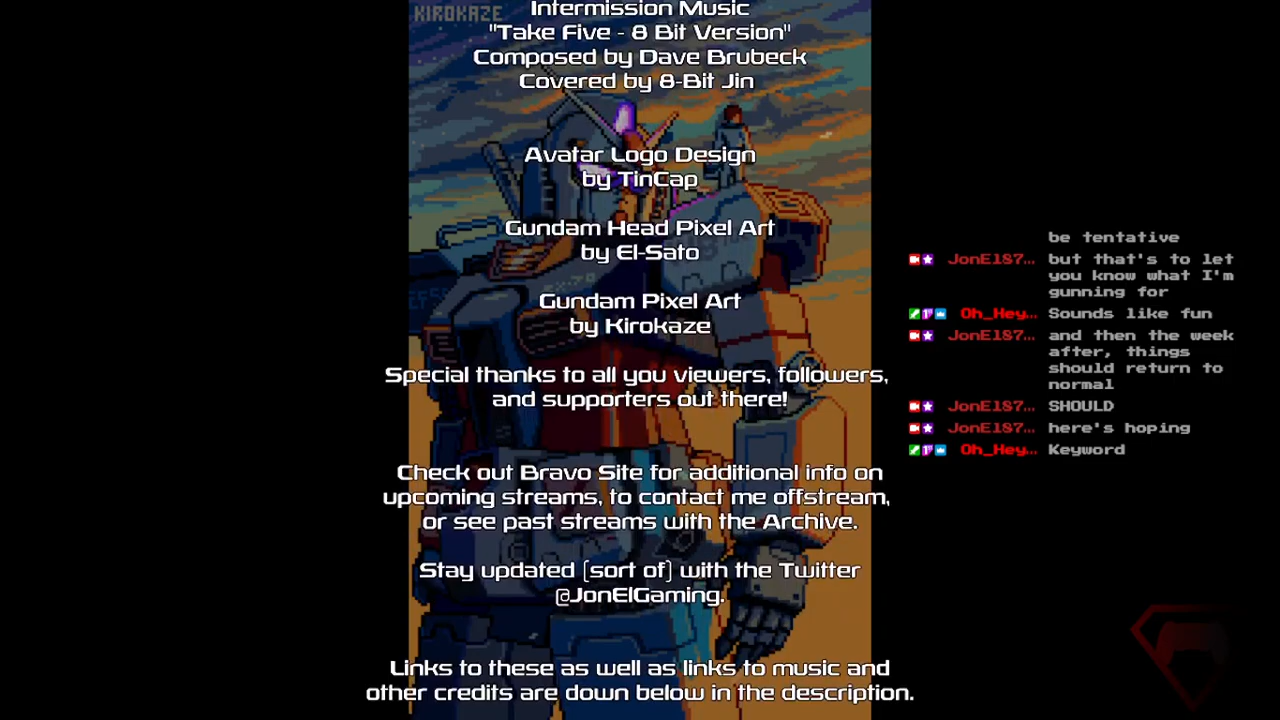 KIROKAZE
Intermission Music
"Take Five - 8 Bit Version"
Composed by Dave Brubeck
Covered by 8-Bit Jin
Avatar Logo Design
by TinCap
Gundam Head Pixel Art
by El-Sato
Gundam Pixel Art
by Kirokaze
Special thanks to all you viewers, followers,
and supporters out there!
Check out Bravo Site for additional info on
upcoming streams, to contact me offstream,
or see past streams with the Archive.
Stay updated (sort of) with the Twitter
@JonElGaming.
Links to these as well as links to music and
other credits are down below in the description.
be tentative
JonEl87... but that's to let
you know what I'm
gunning for
Oh_Hey... Sounds like fun
JonEl87... and then the week
after, things
should return to
normal
JonEl87... SHOULD
JonEl87... here's hoping
Oh_Hey... Keyword